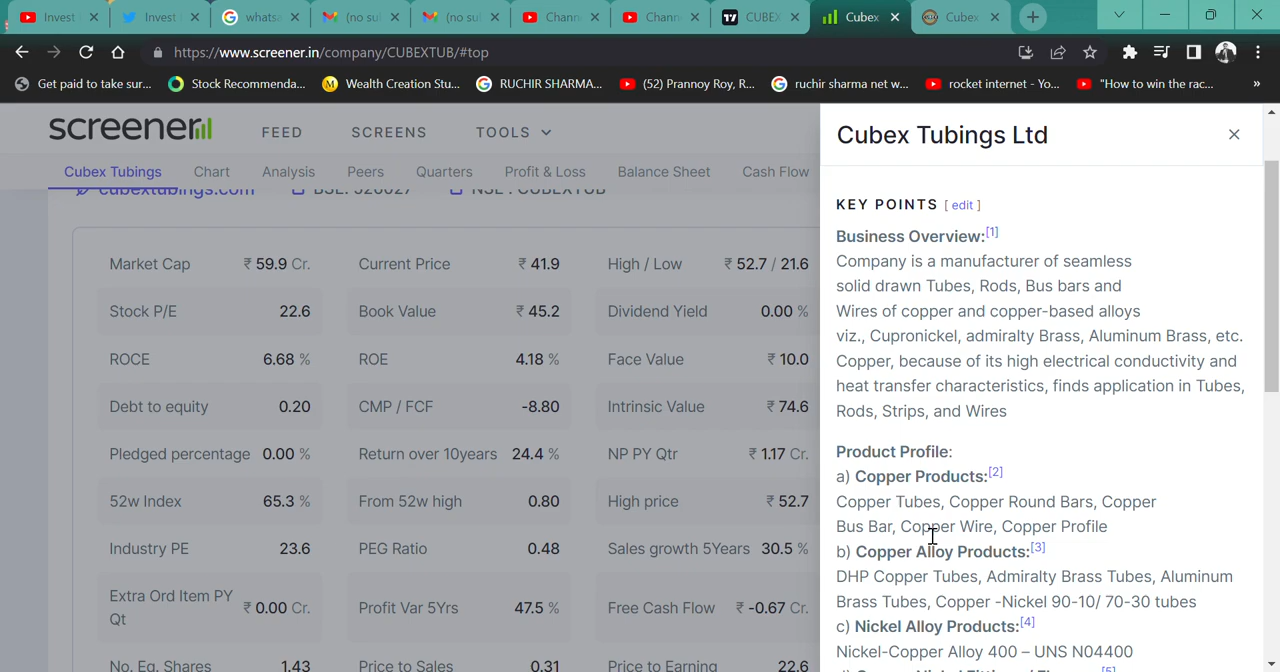 Invest
Invest
whats
(no su
(no su
Chann
Chann
CUBEX
Cubex
Cubex
https://www.screener.in/company/CUBEXTUB/#top
Get paid to take sur...
Stock Recommenda...
Wealth Creation Stu...
RUCHIR SHARMA...
(52) Prannoy Roy, R...
ruchir sharma net w...
rocket internet - Yo...
"How to win the rac...
»
screener
FEED
SCREENS
TOOLS
Cubex Tubings
Chart
Analysis
Peers
Quarters
Profit & Loss
Balance Sheet
Cash Flow
cubextubings.com
BSE: 526027
NSE : CUBEXTUB
Market Cap ₹ 59.9 Cr.
Current Price ₹ 41.9
High / Low ₹ 52.7 / 21.6
Stock P/E 22.6
Book Value ₹ 45.2
Dividend Yield 0.00 %
ROCE 6.68 %
ROE 4.18 %
Face Value ₹ 10.0
Debt to equity 0.20
CMP / FCF -8.80
Intrinsic Value ₹ 74.6
Pledged percentage 0.00 %
Return over 10years 24.4 %
NP PY Qtr ₹ 1.17 Cr.
52w Index 65.3 %
From 52w high 0.80
High price ₹ 52.7
Industry PE 23.6
PEG Ratio 0.48
Sales growth 5Years 30.5 %
Extra Ord Item PY
Qt
₹ 0.00 Cr.
Profit Var 5Yrs 47.5 %
Free Cash Flow ₹ -0.67 Cr.
No. Eq. Shares 1.43
Price to Sales 0.31
Price to Earning 22.6
Cubex Tubings Ltd
KEY POINTS [ edit ]
Business Overview:[1]
Company is a manufacturer of seamless
solid drawn Tubes, Rods, Bus bars and
Wires of copper and copper-based alloys
viz., Cupronickel, admiralty Brass, Aluminum Brass, etc.
Copper, because of its high electrical conductivity and
heat transfer characteristics, finds application in Tubes,
Rods, Strips, and Wires
Product Profile:
a) Copper Products:[2]
Copper Tubes, Copper Round Bars, Copper
Bus Bar, Copper Wire, Copper Profile
b) Copper Alloy Products:[3]
DHP Copper Tubes, Admiralty Brass Tubes, Aluminum
Brass Tubes, Copper -Nickel 90-10/ 70-30 tubes
c) Nickel Alloy Products:[4]
Nickel-Copper Alloy 400 – UNS N04400